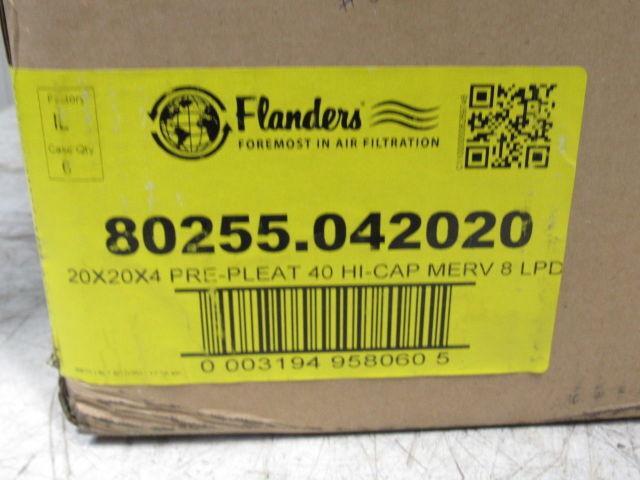 Factory
Case Qty
6
Flanders
FOREMOST IN AIR FILTRATION
80255.042020
20X20X4 PRE-PLEAT 40 HI-CAP MERV 8 LPD
0 003194 958060 5